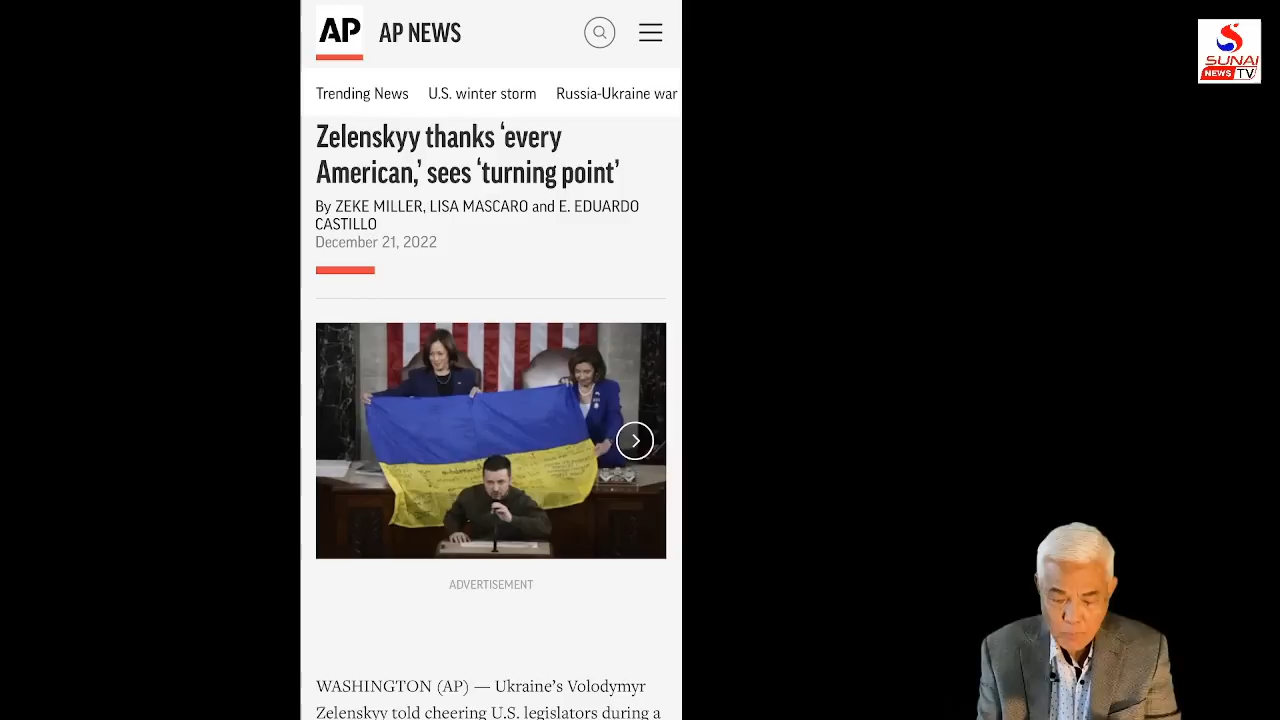 AP AP NEWS
Trending News U.S. winter storm Russia-Ukraine war
Zelenskyy thanks ‘every
American,’ sees ‘turning point’
By ZEKE MILLER, LISA MASCARO and E. EDUARDO
CASTILLO
December 21, 2022
ADVERTISEMENT
WASHINGTON (AP) — Ukraine’s Volodymyr
Zelenskyy told cheering U.S. legislators during a
SUNAI
NEWS TV